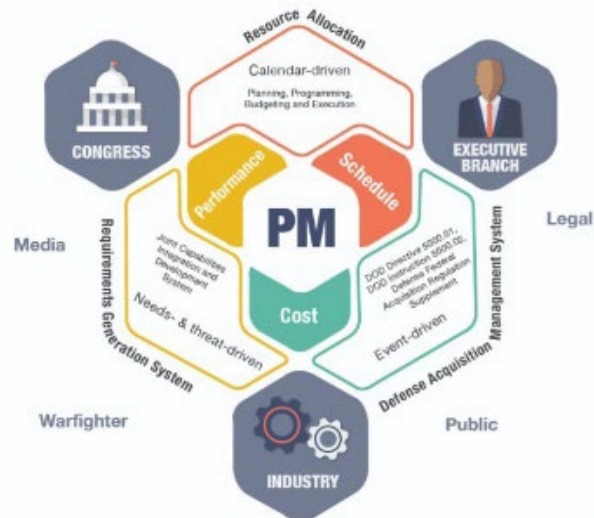 Resource Allocation
Calendar-driven
Planning, Programming,
Budgeting and Execution
CONGRESS
EXECUTIVE
BRANCH
Performance
Schedule
PM
Cost
Media
Legal
Requirements Generation System
Joint Capabilities
Integration and
Development
System
Needs- & threat-driven
DOD Directive 5000.01,
DOD Instruction 5000.02,
Defense Federal
Acquisition Regulation
Supplement
Event-driven
Defense Acquisition Management System
Warfighter
Public
INDUSTRY